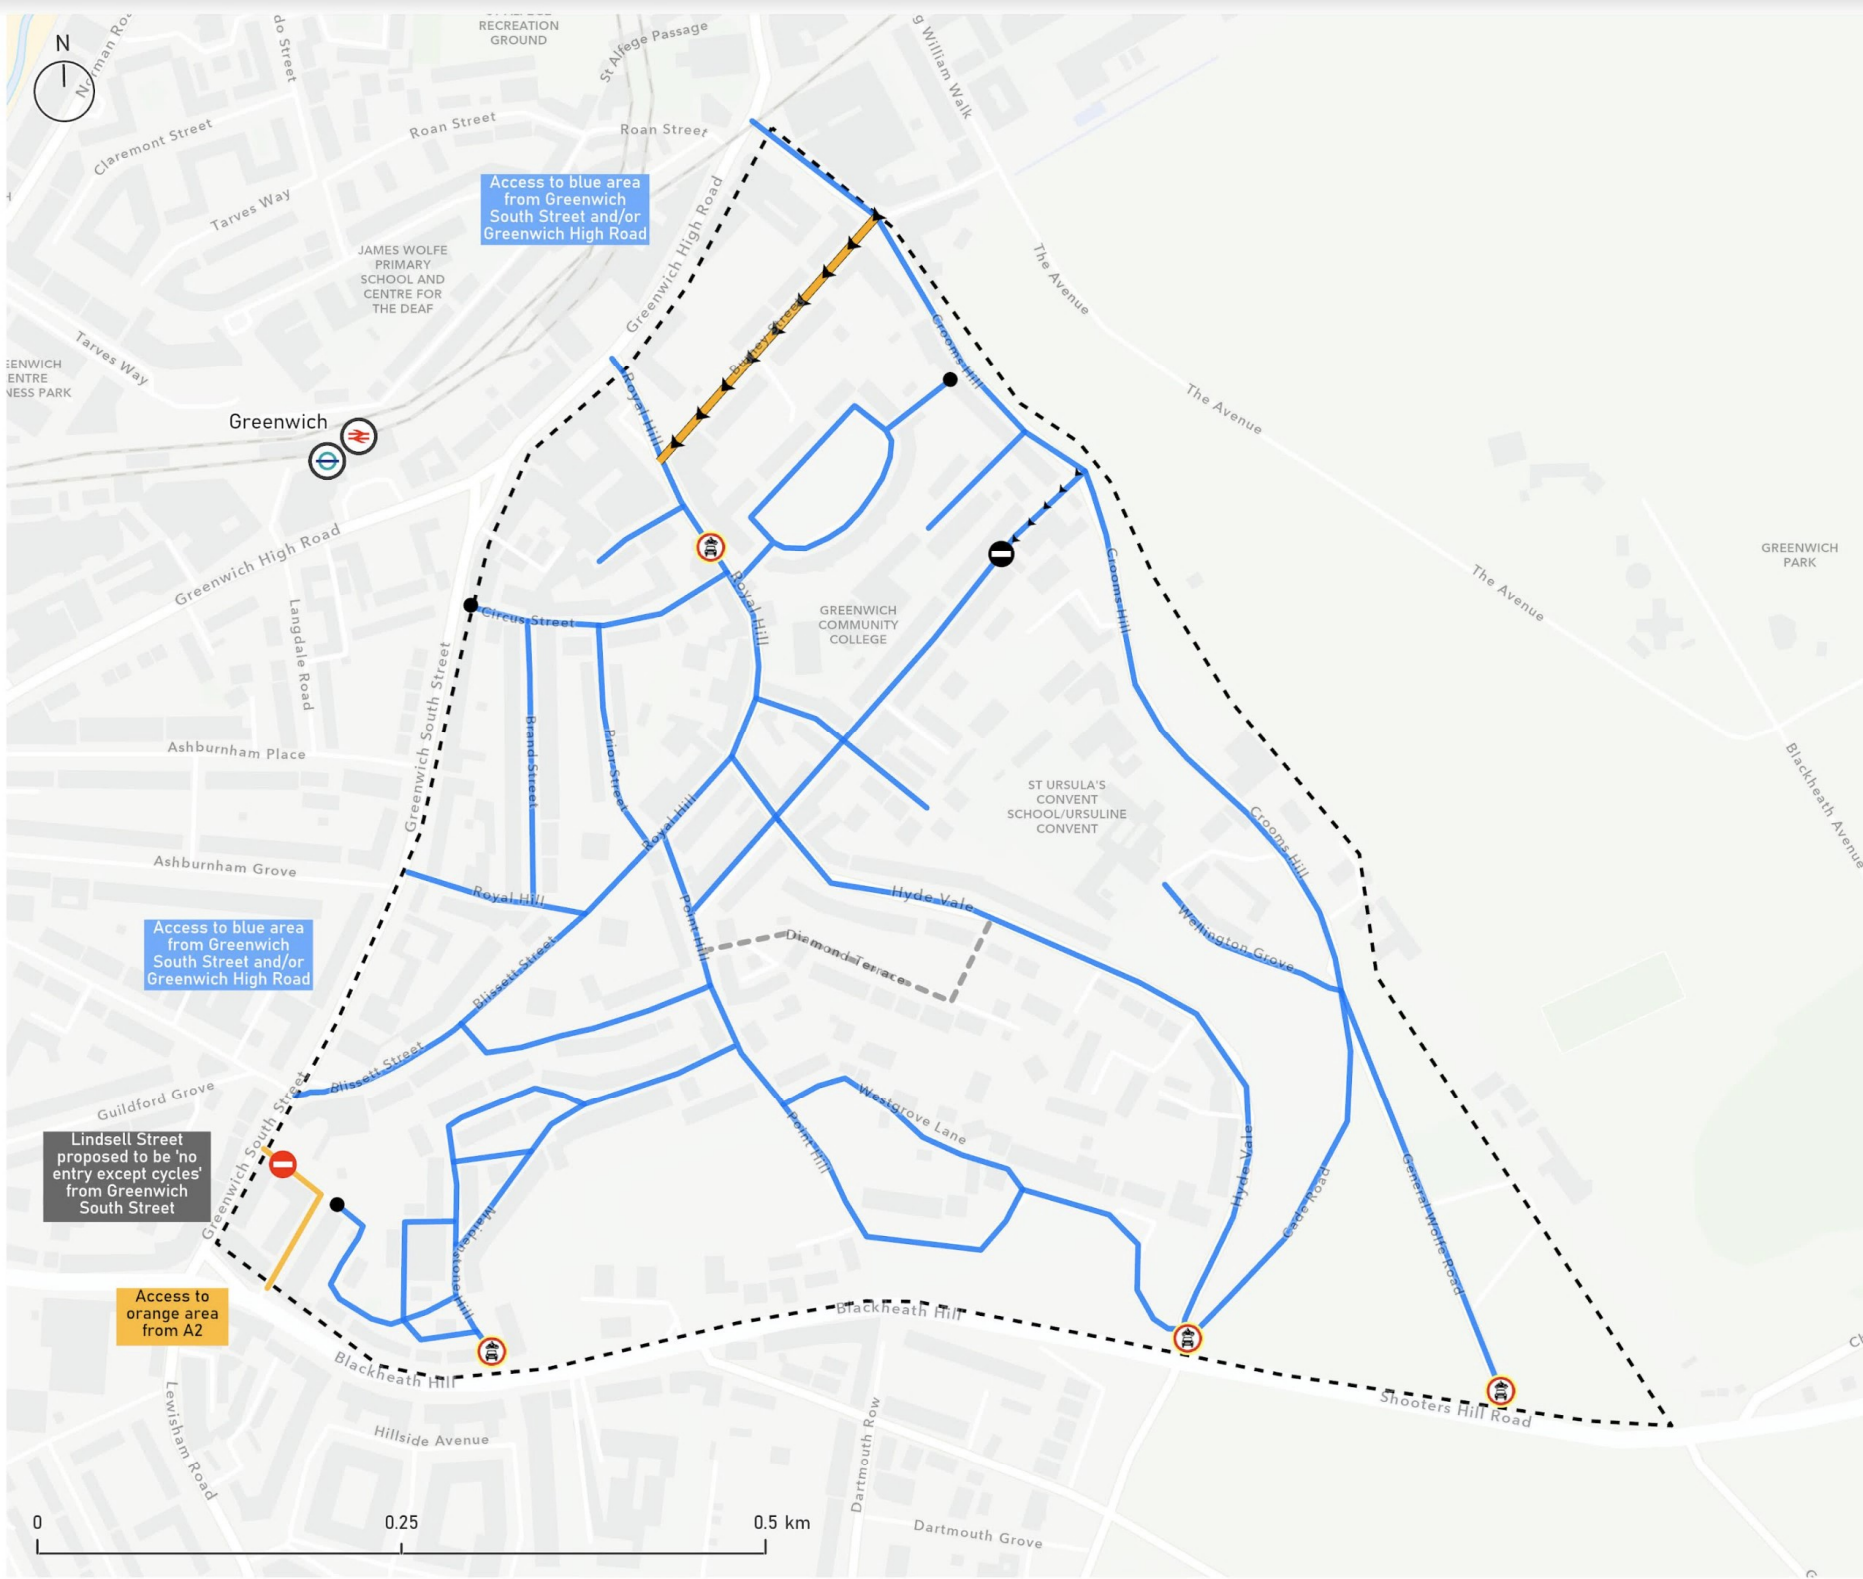 N
RECREATION
GROUND
St Alfege Passage
Claremont Street
Roan Street
Roan Street
William Walk
Tarves Way
Access to blue area
from Greenwich
South Street and/or
Greenwich High Road
JAMES WOLFE
PRIMARY
SCHOOL AND
CENTRE FOR
THE DEAF
Greenwich High Road
The Avenue
Tarves Way
Burney Street
Crooms Hill
Royal Hill
The Avenue
Greenwich
GREENWICH
PARK
The Avenue
Greenwich High Road
Langdale Road
Circus Street
Royal Hill
GREENWICH
COMMUNITY
COLLEGE
Crooms Hill
Greenwich South Street
Ashburnham Place
Brand Street
Prior Street
Royal Hill
ST URSULA'S
CONVENT
SCHOOL/URSULINE
CONVENT
Crooms Hill
Blackheath Avenue
Ashburnham Grove
Royal Hill
Point Hill
Hyde Vale
Diamond Terrace
Wellington Grove
Access to blue area
from Greenwich
South Street and/or
Greenwich High Road
Blissett Street
Blissett Street
Guildford Grove
Greenwich South Street
Lindsell Street
proposed to be 'no
entry except cycles'
from Greenwich
South Street
Westgrove Lane
Point Hill
Hyde Vale
Cade Road
General Wolfe Road
Maidenstone Hill
Access to
orange area
from A2
Blackheath Hill
Blackheath Hill
Shooters Hill Road
Lewisham Road
Hillside Avenue
Dartmouth Row
Dartmouth Grove
0 0.25 0.5 km